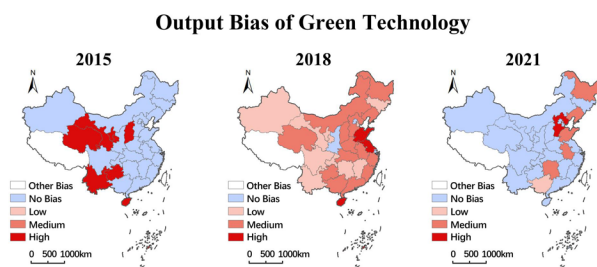 Output Bias of Green Technology
2015
N
Other Bias
No Bias
Low
Medium
High
0 500 1000km
2018
N
Other Bias
No Bias
Low
Medium
High
0 500 1000km
2021
N
Other Bias
No Bias
Low
Medium
High
0 500 1000km